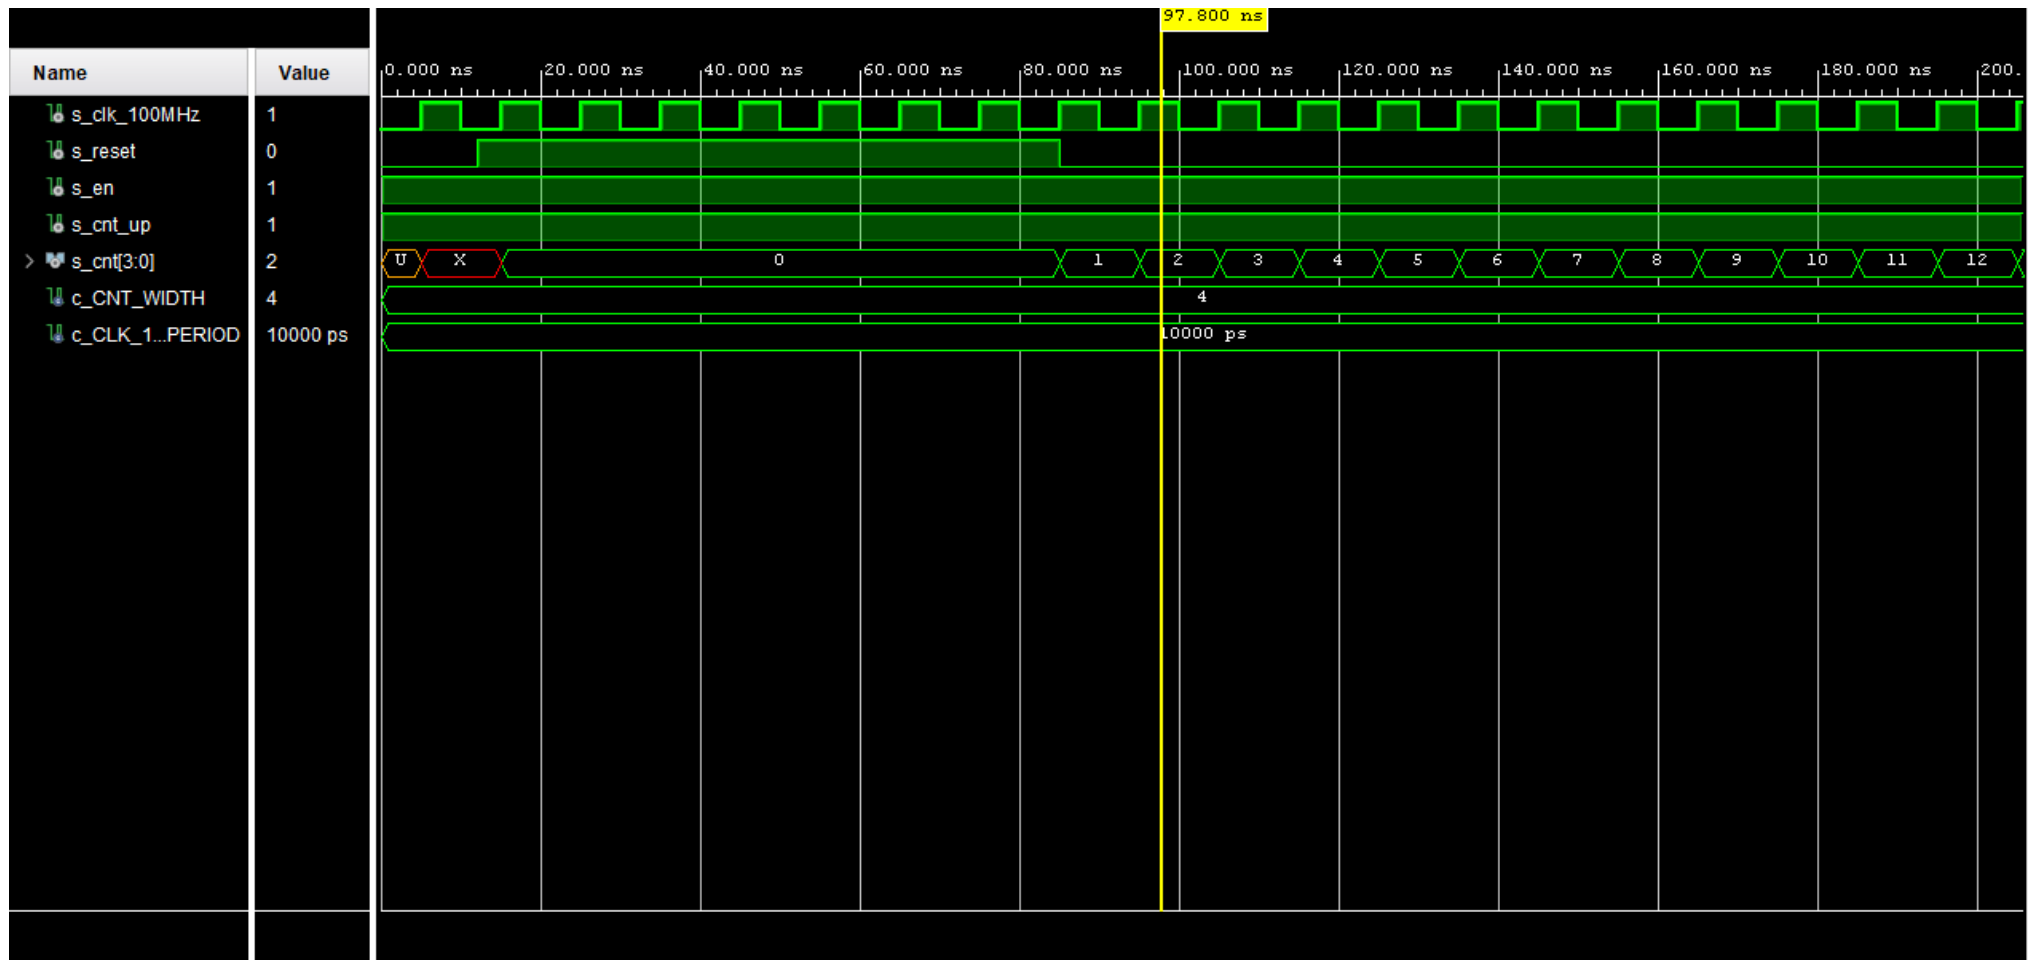 97.800 ns
Name Value 0.000 ns 20.000 ns 40.000 ns 60.000 ns 80.000 ns 100.000 ns 120.000 ns 140.000 ns 160.000 ns 180.000 ns 200.
s_clk_100MHz 1
s_reset 0
s_en 1
s_cnt_up 1
s_cnt[3:0] 2 U X 0 1 2 3 4 5 6 7 8 9 10 11 12
c_CNT_WIDTH 4 4
c_CLK_1...PERIOD 10000 ps 10000 ps